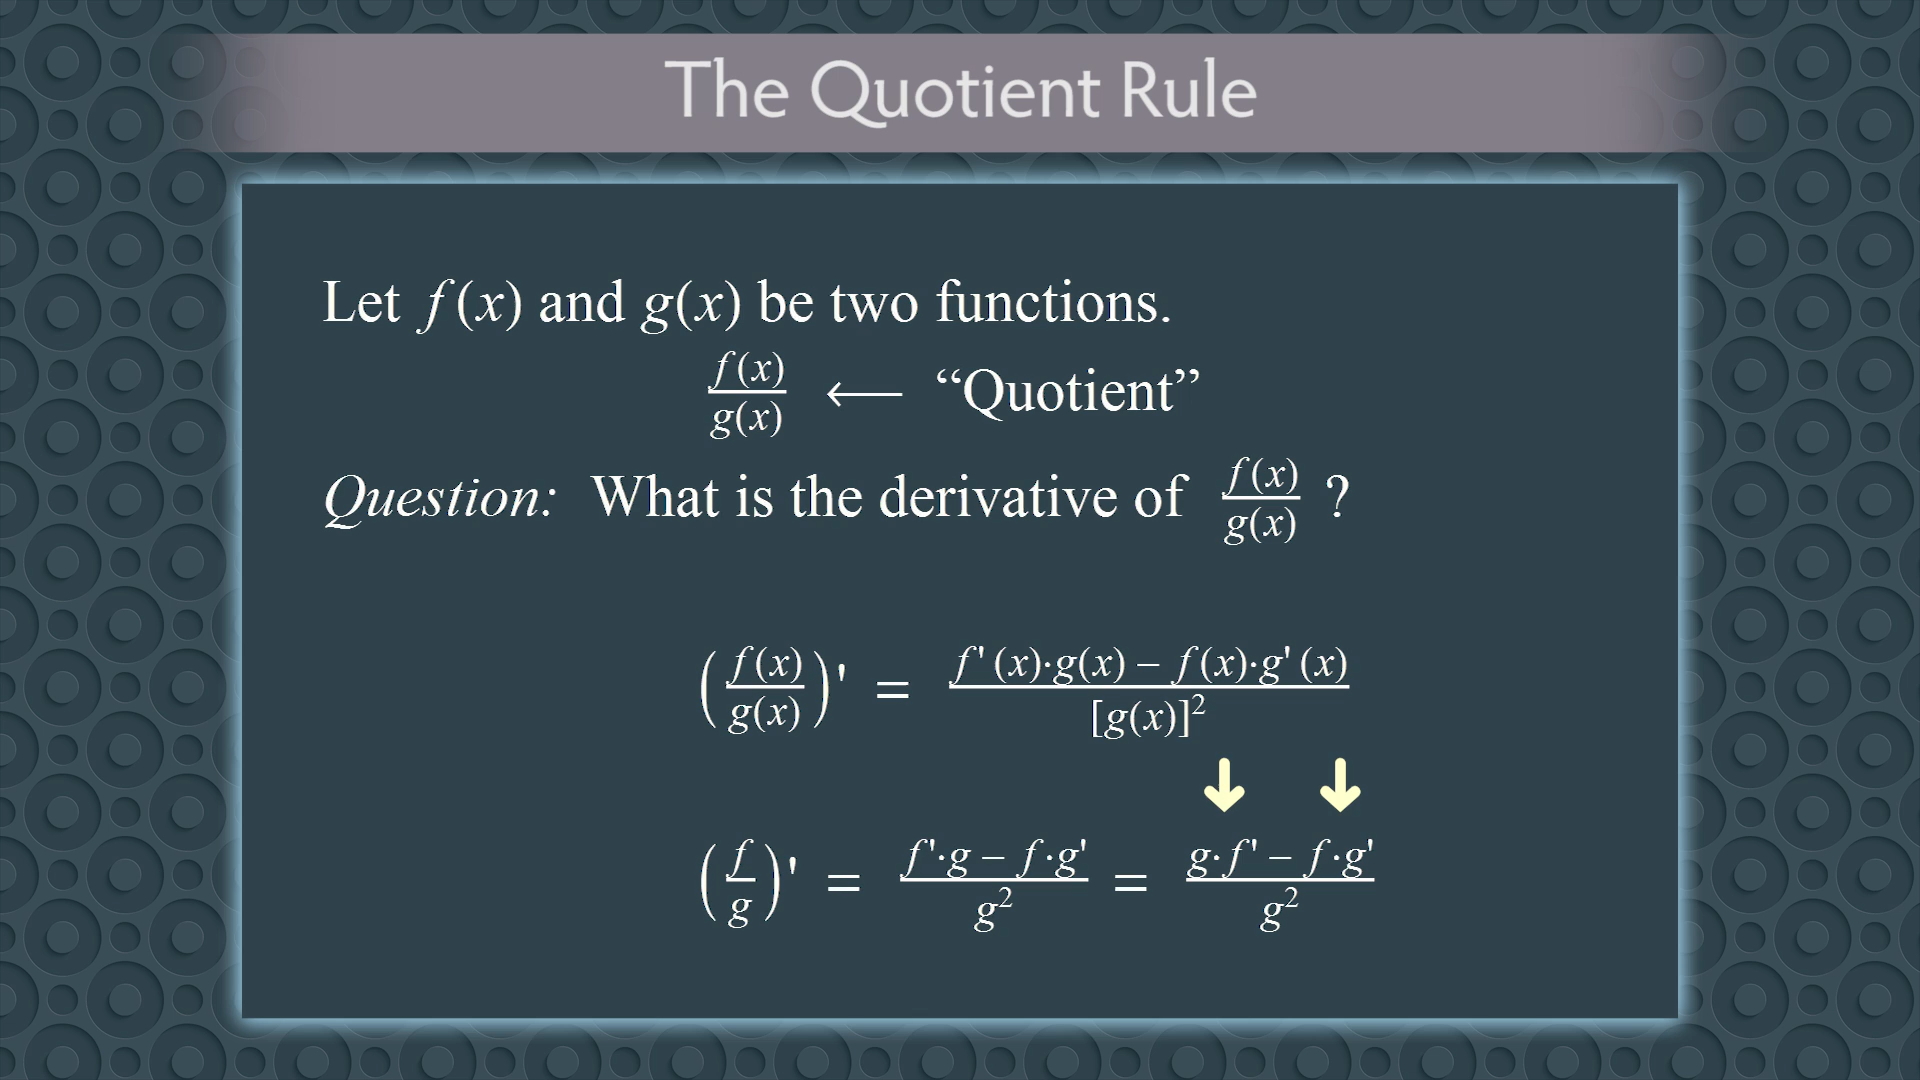 The Quotient Rule
Let f(x) and g(x) be two functions.
f(x)/g(x) ⟵ “Quotient”
Question: What is the derivative of f(x)/g(x) ?
(f(x)/g(x))' = f'(x)·g(x) − f(x)·g'(x)/[g(x)]²
(f/g)' = f'·g − f·g'/g² = g·f' − f·g'/g²